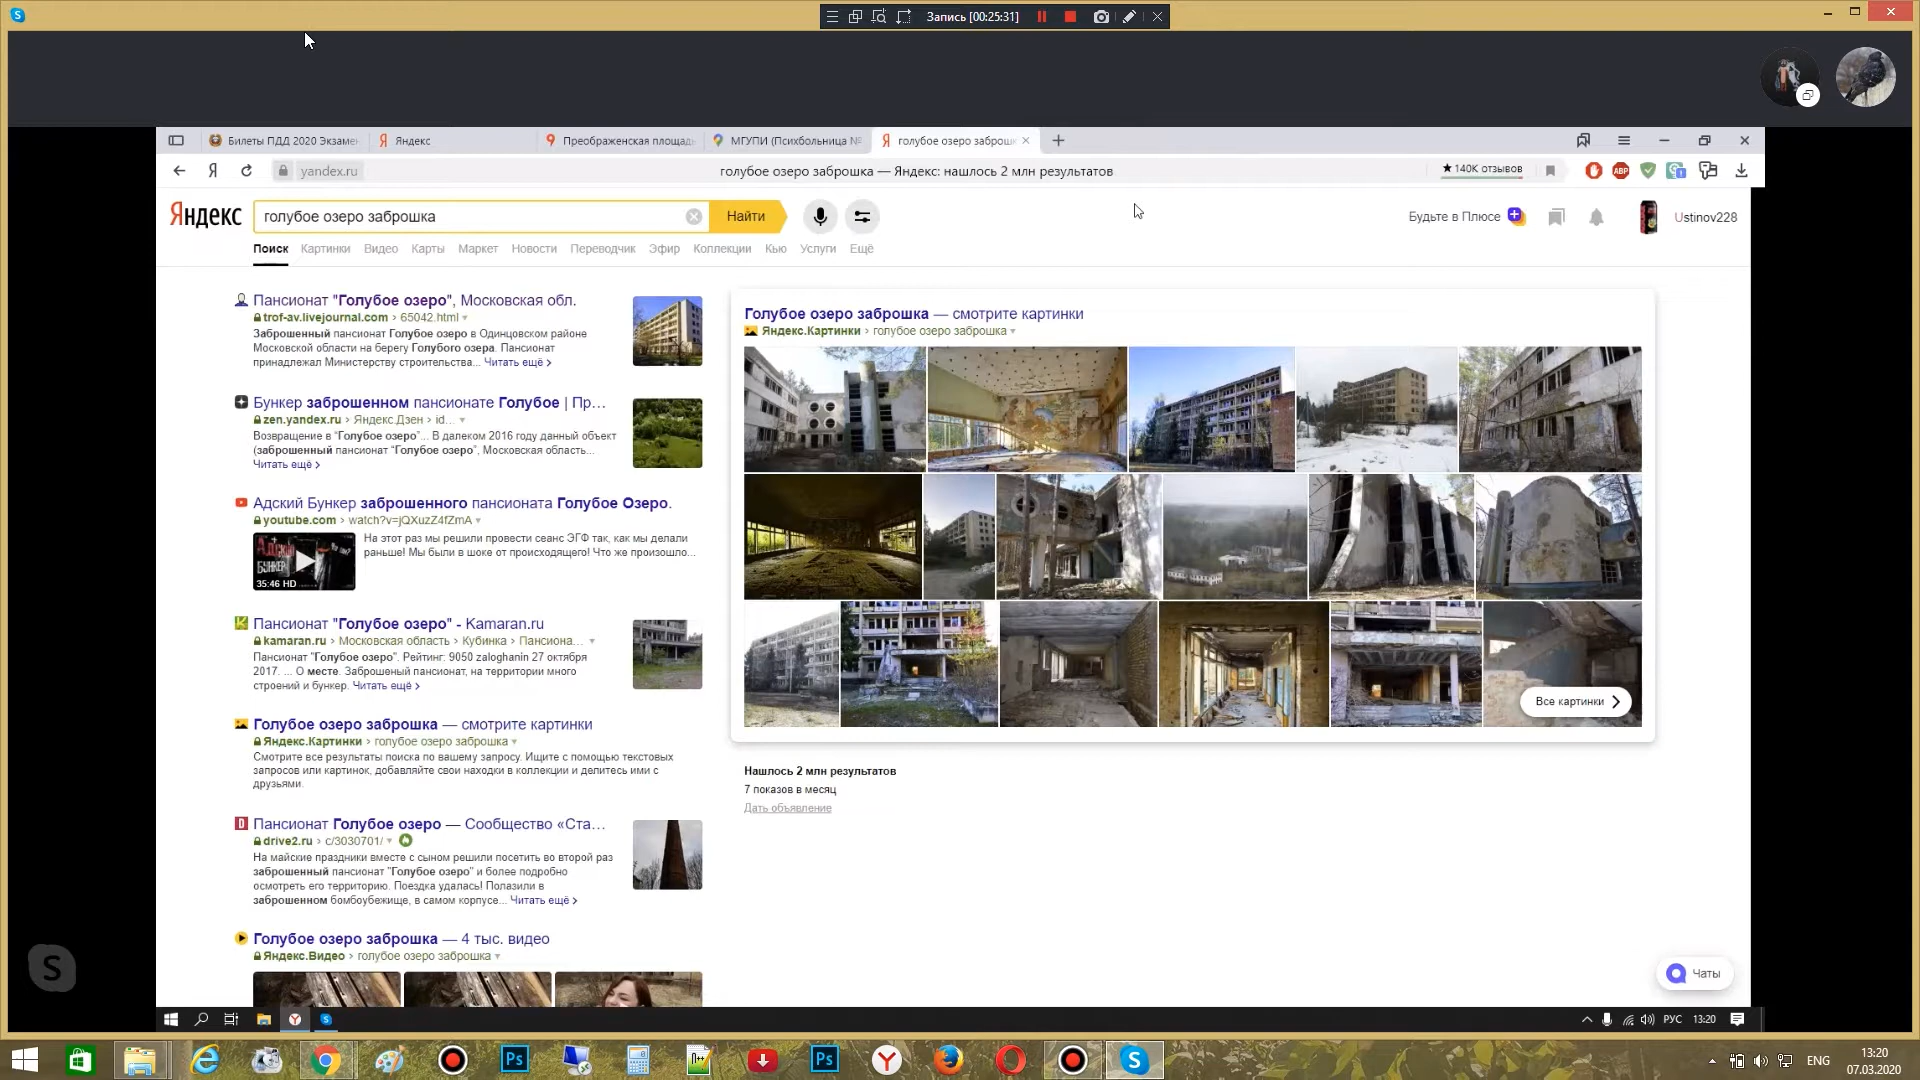 Запись [00:25:31]
Билеты ПДД 2020 Экзаме
Яндекс
Преображенская площадь
МГУПИ (Психбольница №
голубое озеро заброш
yandex.ru
голубое озеро заброшка — Яндекс: нашлось 2 млн результатов
★ 140К отзывов
Яндекс
голубое озеро заброшка
Найти
Будьте в Плюсе
Ustinov228
Поиск Картинки Видео Карты Маркет Новости Переводчик Эфир Коллекции Кью Услуги Ещё
Пансионат "Голубое озеро", Московская обл.
trof-av.livejournal.com › 65042.html
Заброшенный пансионат Голубое озеро в Одинцовском районе
Московской области на берегу Голубого озера. Пансионат
принадлежал Министерству строительства... Читать ещё ›
Бункер заброшенном пансионате Голубое | Пр...
zen.yandex.ru › Яндекс.Дзен › id...
Возвращение в "Голубое озеро"... В далеком 2016 году данный объект
(заброшенный пансионат "Голубое озеро", Московская область...
Читать ещё ›
Адский Бункер заброшенного пансионата Голубое Озеро.
youtube.com › watch?v=jQXuzZ4fZmA
Адский
БУНКЕР
35:46 HD
На этот раз мы решили провести сеанс ЭГФ так, как мы делали
раньше! Мы были в шоке от происходящего! Что же произошло...
Пансионат "Голубое озеро" - Kamaran.ru
kamaran.ru › Московская область › Кубинка › Пансиона...
Пансионат "Голубое озеро". Рейтинг: 9050 zaloghanin 27 октября
2017. ... О месте. Заброшеный пансионат, на территории много
строений и бункер. Читать ещё ›
Голубое озеро заброшка — смотрите картинки
Яндекс.Картинки › голубое озеро заброшка
Смотрите все результаты поиска по вашему запросу. Ищите с помощью текстовых
запросов или картинок, добавляйте свои находки в коллекции и делитесь ими с
друзьями.
Пансионат Голубое озеро — Сообщество «Ста...
drive2.ru › c/3030701/
На майские праздники вместе с сыном решили посетить во второй раз
заброшенный пансионат "Голубое озеро" и более подробно
осмотреть его территорию. Поездка удалась! Полазили в
заброшенном бомбоубежище, в самом корпусе... Читать ещё ›
Голубое озеро заброшка — 4 тыс. видео
Яндекс.Видео › голубое озеро заброшка
Голубое озеро заброшка — смотрите картинки
Яндекс.Картинки › голубое озеро заброшка
Все картинки
Нашлось 2 млн результатов
7 показов в месяц
Дать объявление
Чаты
РУС 13:20
ENG
13:20
07.03.2020